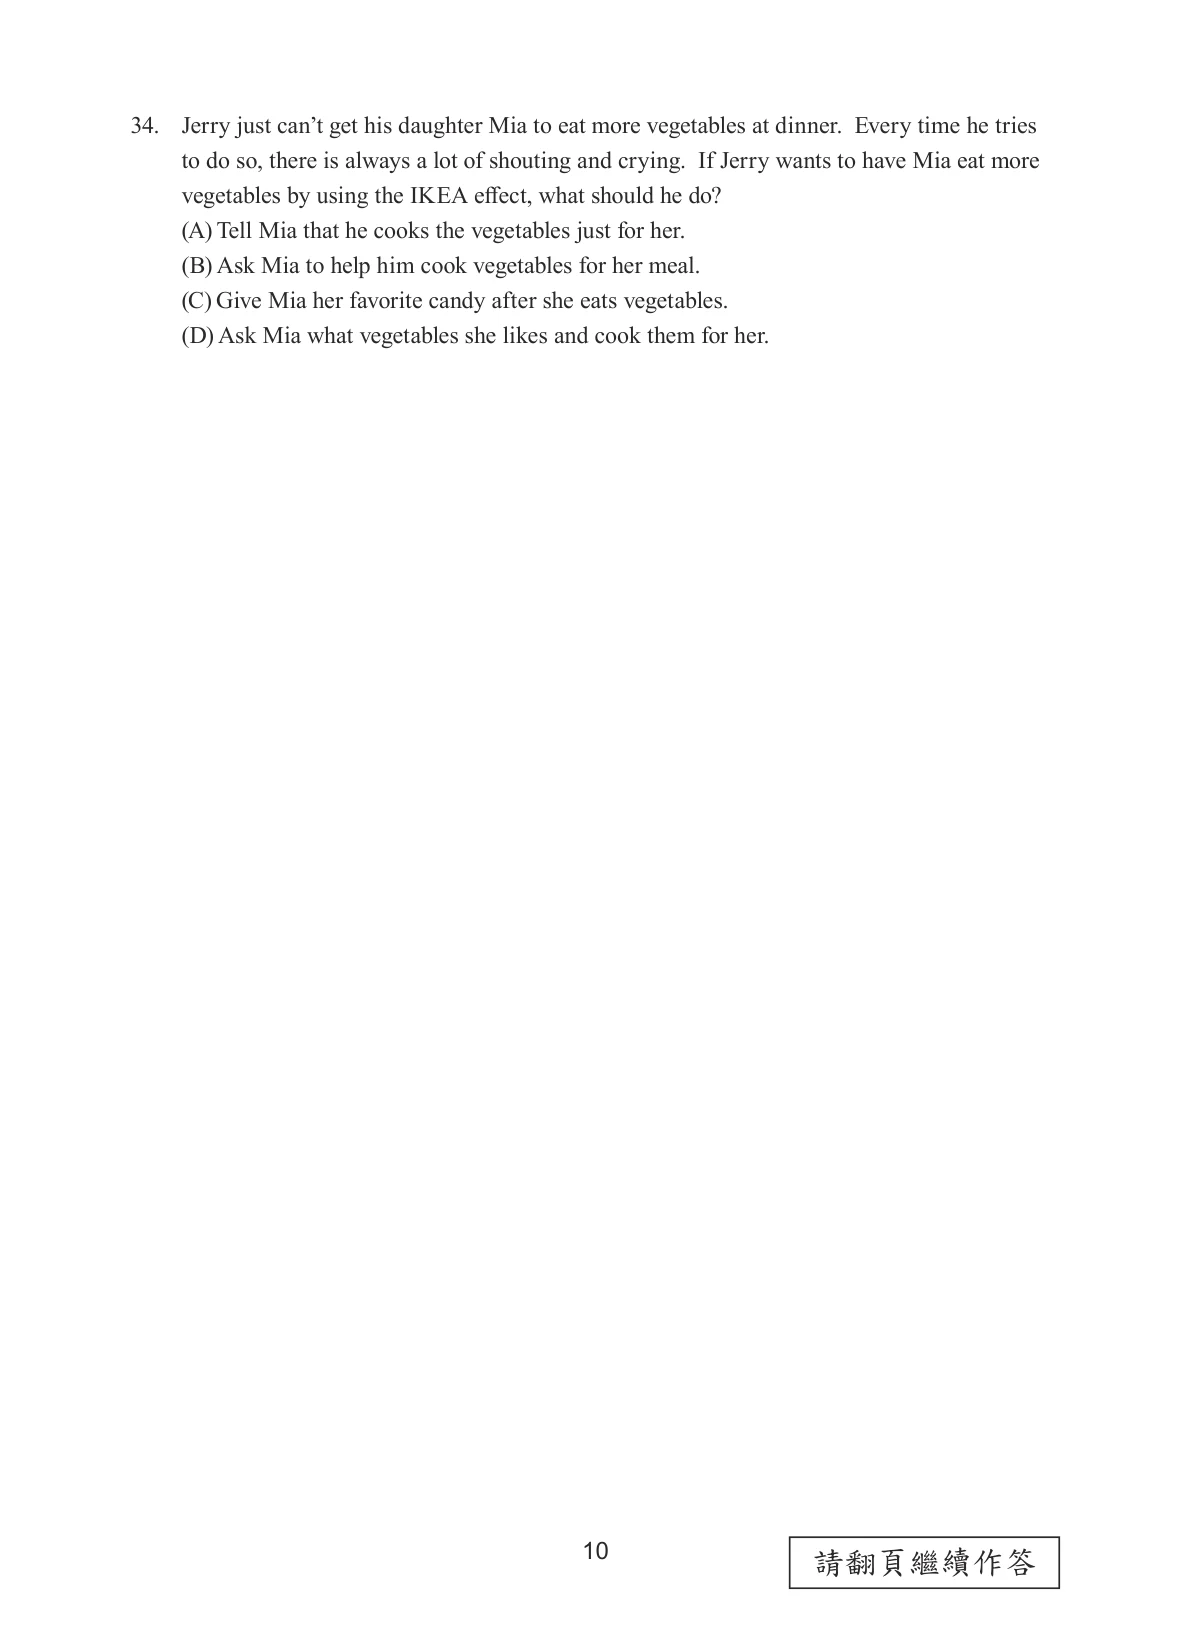 34. Jerry just can’t get his daughter Mia to eat more vegetables at dinner. Every time he tries
to do so, there is always a lot of shouting and crying. If Jerry wants to have Mia eat more
vegetables by using the IKEA effect, what should he do?
(A) Tell Mia that he cooks the vegetables just for her.
(B) Ask Mia to help him cook vegetables for her meal.
(C) Give Mia her favorite candy after she eats vegetables.
(D) Ask Mia what vegetables she likes and cook them for her.
10
請翻頁繼續作答